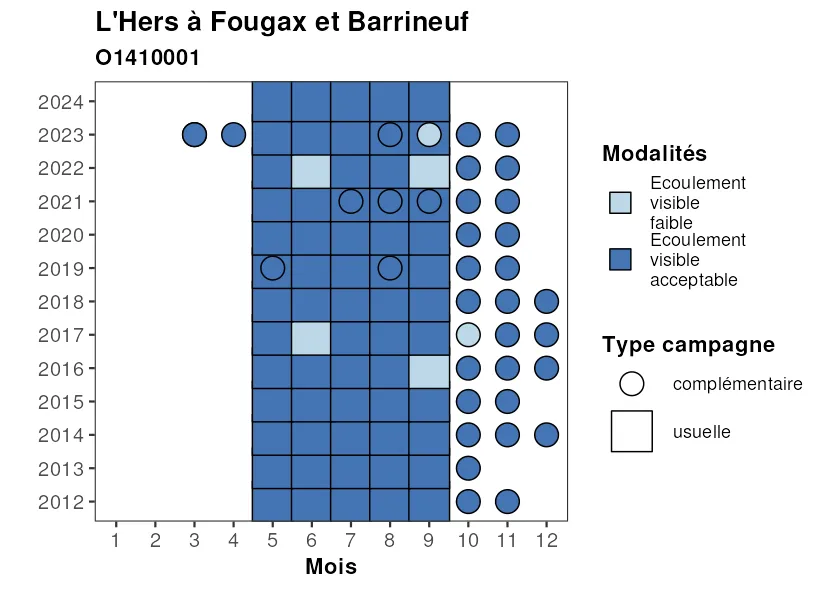 L'Hers à Fougax et Barrineuf
O1410001
2024
2023
2022
2021
2020
2019
2018
2017
2016
2015
2014
2013
2012
1 2 3 4 5 6 7 8 9 10 11 12
Mois
Modalités
Ecoulement
visible
faible
Ecoulement
visible
acceptable
Type campagne
complémentaire
usuelle